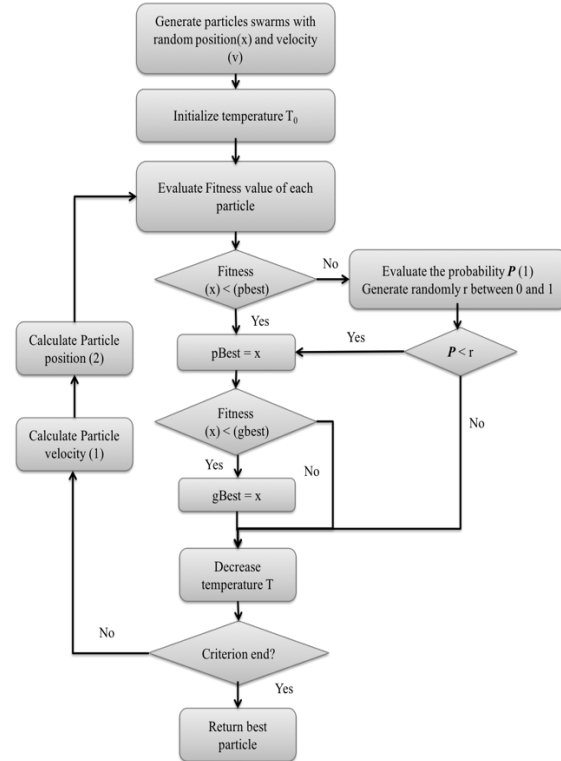 Generate particles swarms with
random position(x) and velocity
(v)
Initialize temperature T₀
Evaluate Fitness value of each
particle
Fitness
(x) < (pbest)
No
Evaluate the probability P (1)
Generate randomly r between 0 and 1
Yes
Calculate Particle
position (2)
pBest = x
Yes
P < r
Fitness
(x) < (gbest)
No
Calculate Particle
velocity (1)
Yes
No
gBest = x
Decrease
temperature T
No
Criterion end?
Yes
Return best
particle